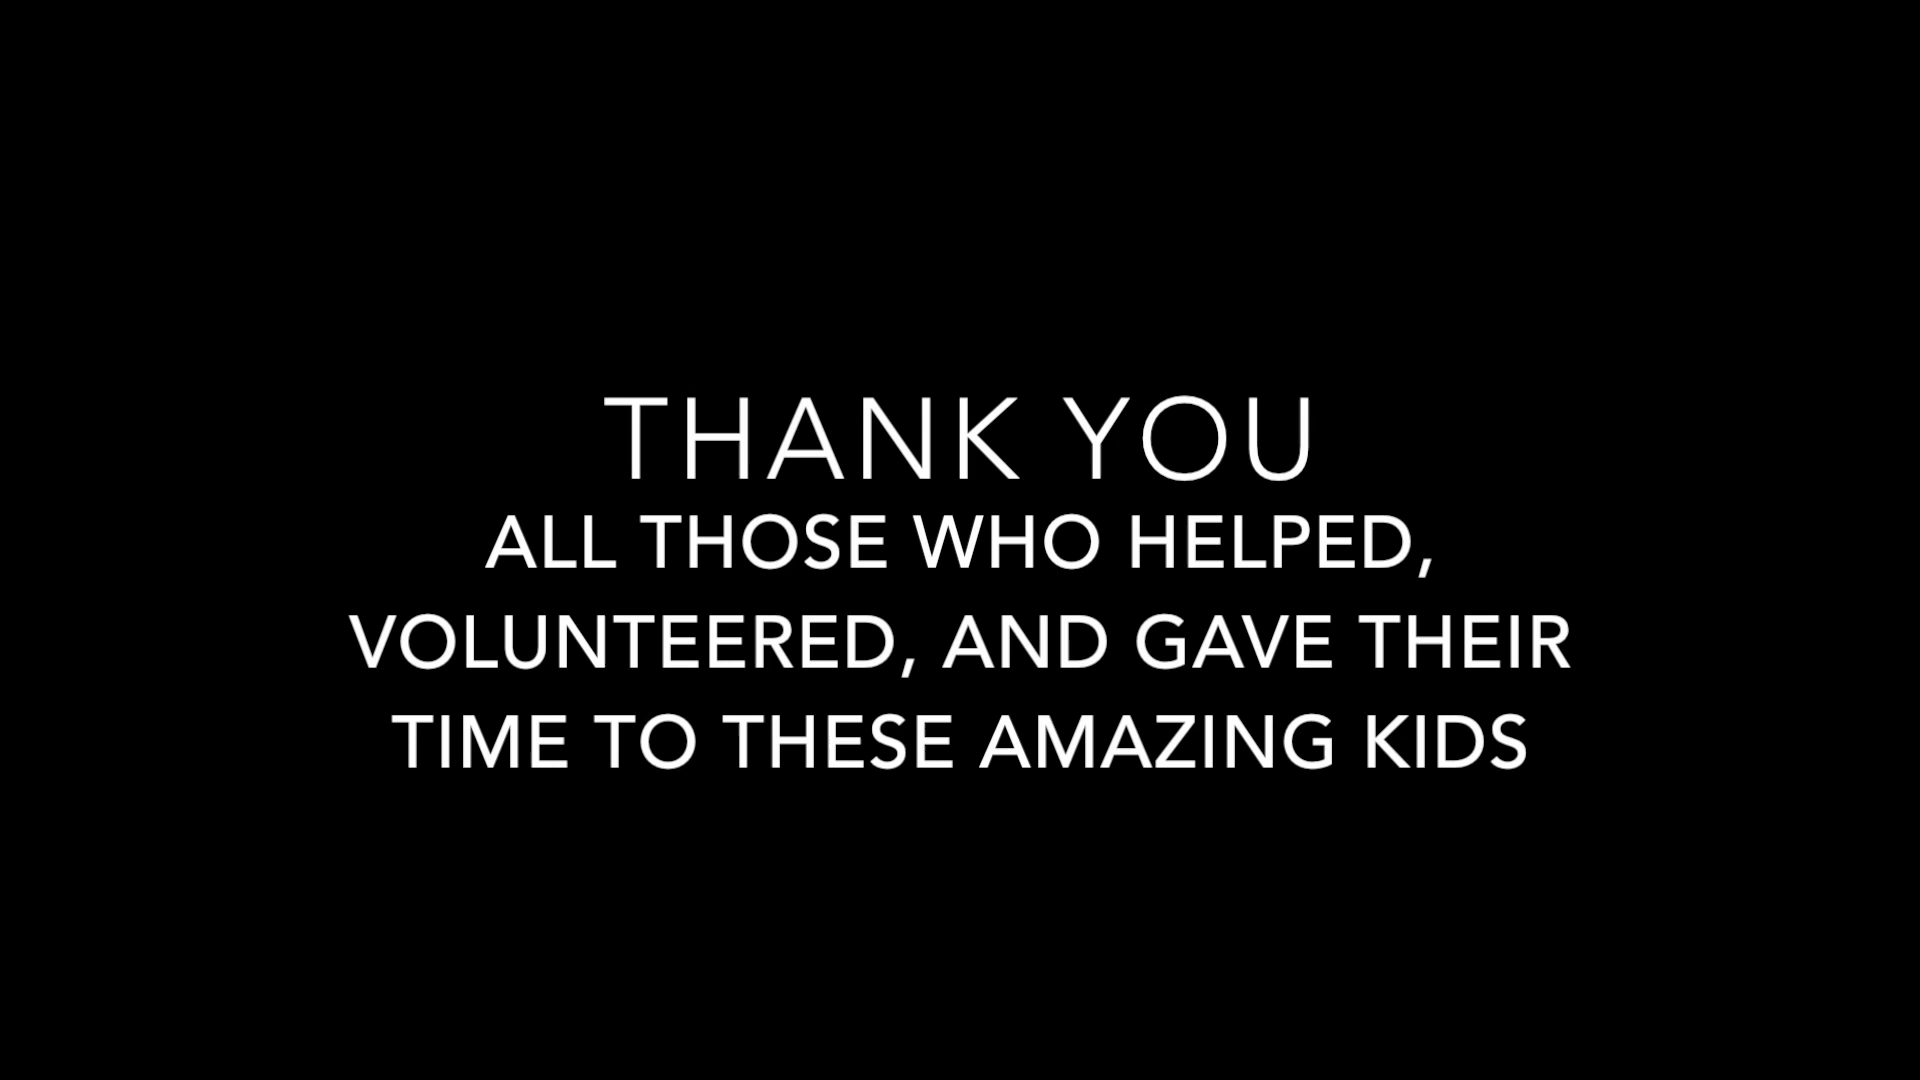 THANK YOU
ALL THOSE WHO HELPED,
VOLUNTEERED, AND GAVE THEIR
TIME TO THESE AMAZING KIDS